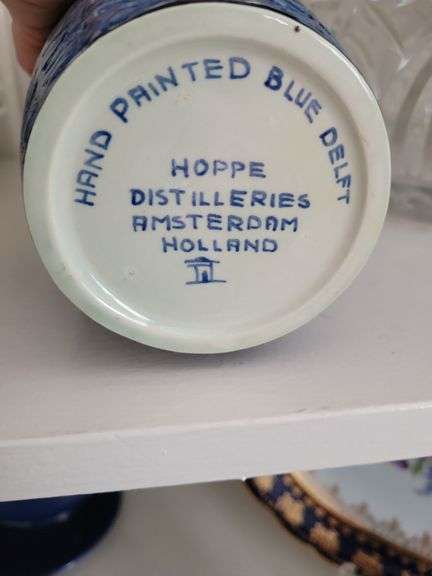 HAND PAINTED BLUE DELFT
HOPPE
DISTILLERIES
AMSTERDAM
HOLLAND